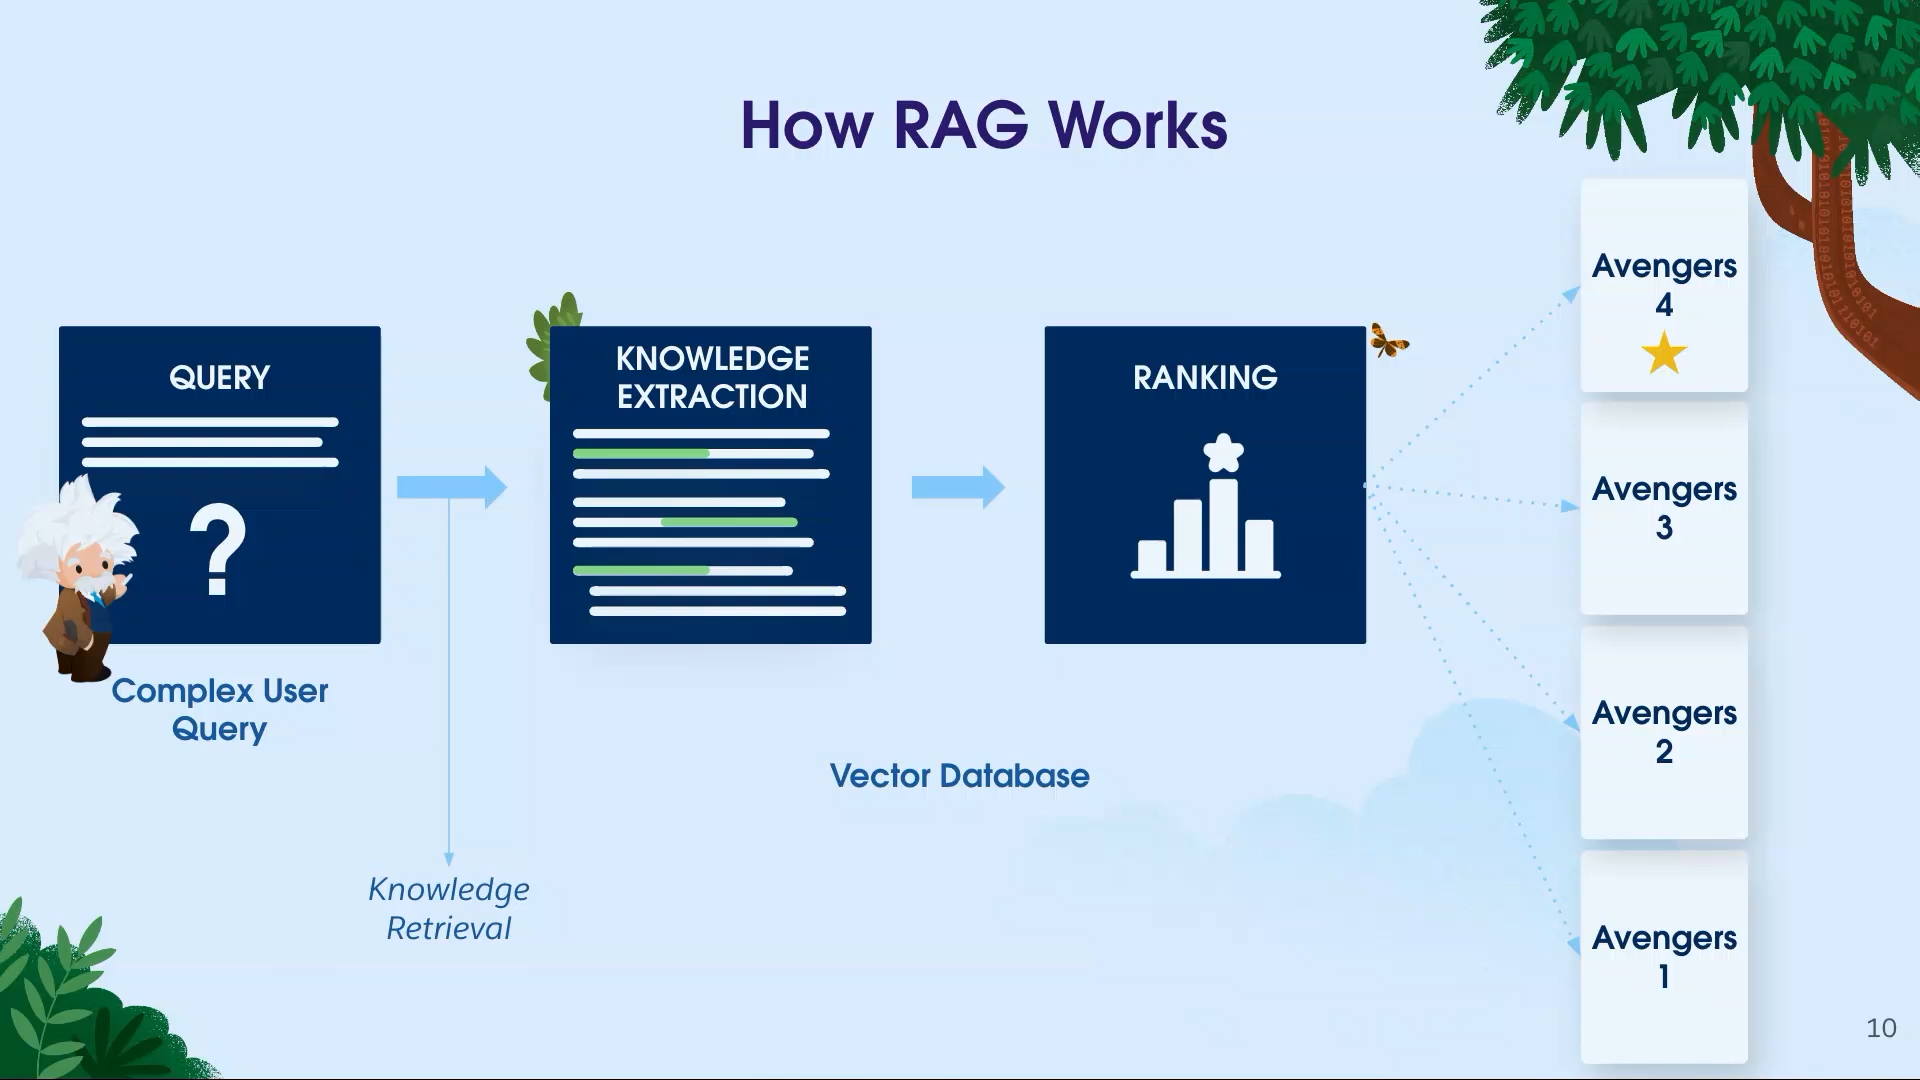 How RAG Works
QUERY
KNOWLEDGE
EXTRACTION
RANKING
Complex User
Query
Vector Database
Knowledge
Retrieval
Avengers
4
Avengers
3
Avengers
2
Avengers
1
10